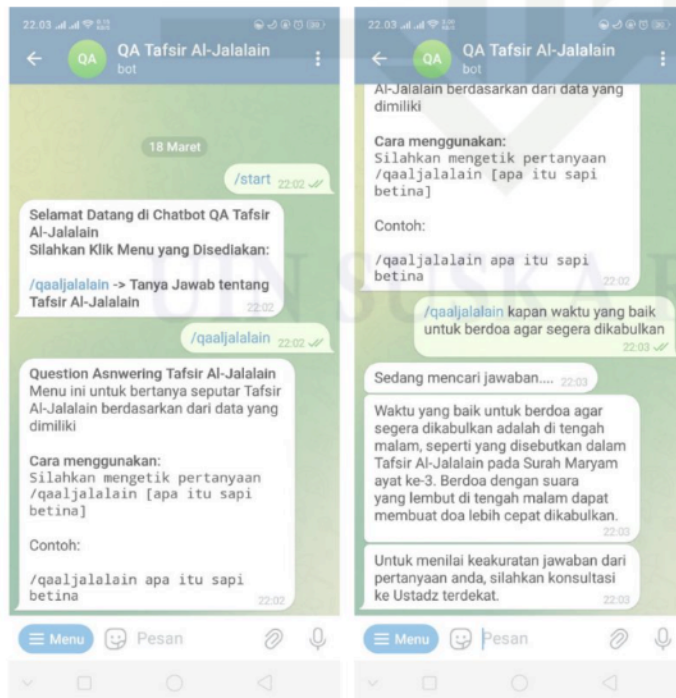 22.03
QA
QA Tafsir Al-Jalalain
bot
18 Maret
/start 22:02
Selamat Datang di Chatbot QA Tafsir
Al-Jalalain
Silahkan Klik Menu yang Disediakan:
/qaaljalalain -> Tanya Jawab tentang
Tafsir Al-Jalalain
22:02
/qaaljalalain 22:02
Question Asnwering Tafsir Al-Jalalain
Menu ini untuk bertanya seputar Tafsir
Al-Jalalain berdasarkan dari data yang
dimiliki
Cara menggunakan:
Silahkan mengetik pertanyaan
/qaaljalalain [apa itu sapi
betina]
Contoh:
/qaaljalalain apa itu sapi
betina
22:02
Menu
Pesan
22.03
QA
QA Tafsir Al-Jalalain
bot
Al-Jalalain berdasarkan dari data yang
dimiliki
Cara menggunakan:
Silahkan mengetik pertanyaan
/qaaljalalain [apa itu sapi
betina]
Contoh:
/qaaljalalain apa itu sapi
betina
22:02
/qaaljalalain kapan waktu yang baik
untuk berdoa agar segera dikabulkan
22:03
Sedang mencari jawaban.... 22:03
Waktu yang baik untuk berdoa agar
segera dikabulkan adalah di tengah
malam, seperti yang disebutkan dalam
Tafsir Al-Jalalain pada Surah Maryam
ayat ke-3. Berdoa dengan suara
yang lembut di tengah malam dapat
membuat doa lebih cepat dikabulkan.
22:03
Untuk menilai keakuratan jawaban dari
pertanyaan anda, silahkan konsultasi
ke Ustadz terdekat.
22:03
Menu
Pesan
UIN SUSKA R